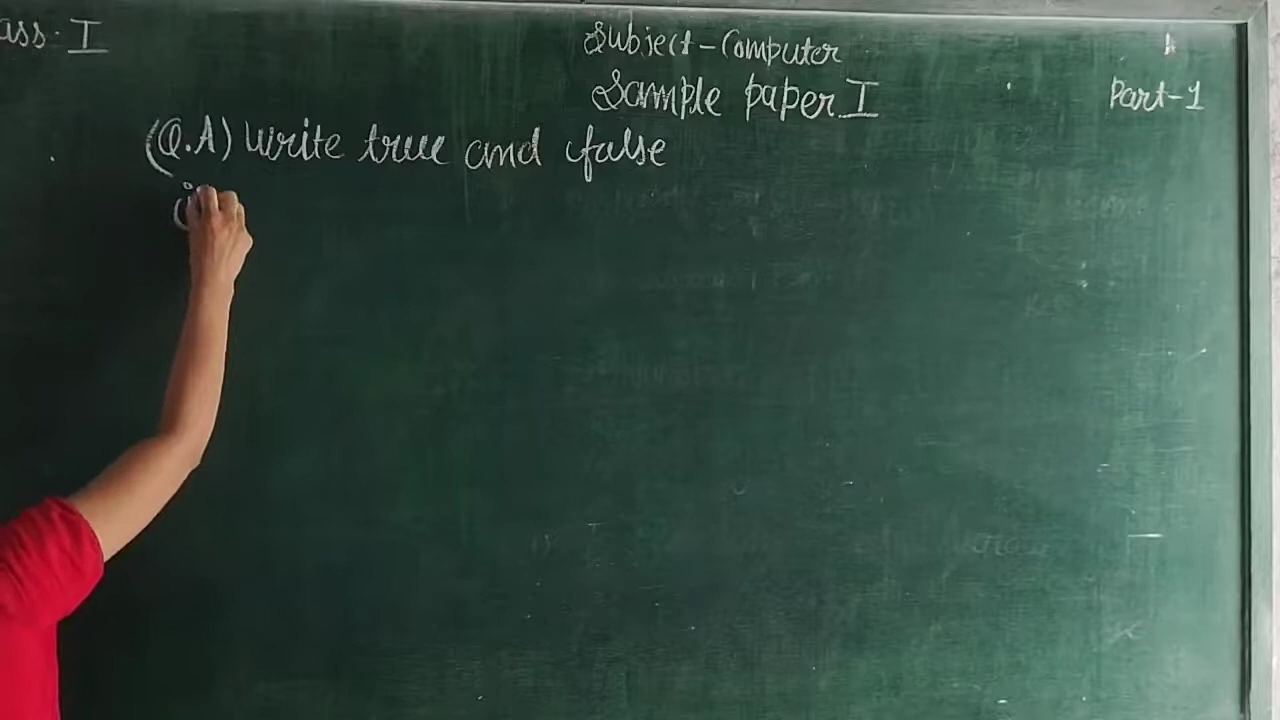 ass: I
Subject-Computer
Sample paper I
Part-1
(Q.A) Write true and false
(i